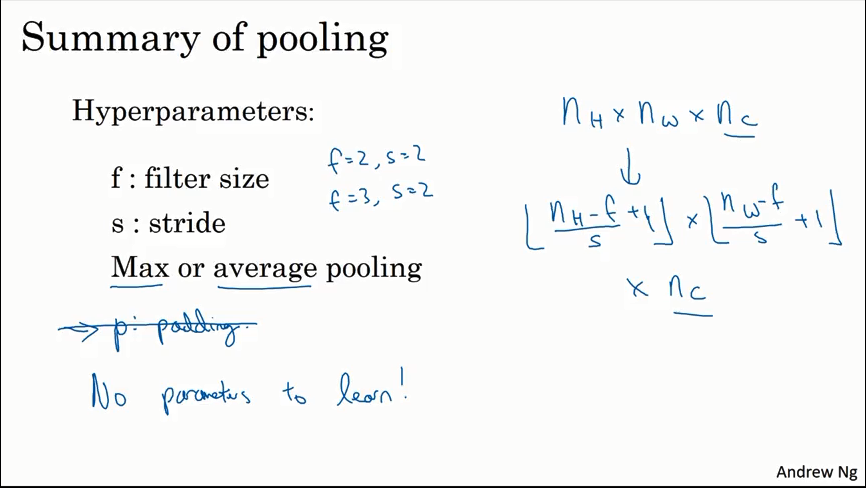 Summary of pooling
Hyperparameters:
f : filter size
f=2, s=2
s : stride
f=3, s=2
Max or average pooling
→ p: padding.
No parameters to learn!
n_H × n_W × n_C
↓
⌊(n_H - f)/s + 1⌋ × ⌊(n_W - f)/s + 1⌋
× n_C
Andrew Ng